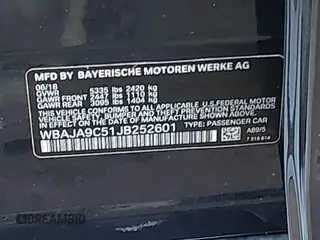 MFD BY BAYERISCHE MOTOREN WERKE AG
06/18
GVWR 5335 lbs 2420 kg
GAWR FRONT 2447 lbs 1110 kg
GAWR REAR 3095 lbs 1404 kg
THIS VEHICLE CONFORMS TO ALL APPLICABLE FEDERAL MOTOR
VEHICLE SAFETY, BUMPER, AND THEFT PREVENTION
STANDARDS IN EFFECT ON THE DATE OF MANUFACTURE
SHOWN ABOVE.
WBAJA9C51JB252601 TYPE: PASSENGER CAR
A89/5
DREAMBID